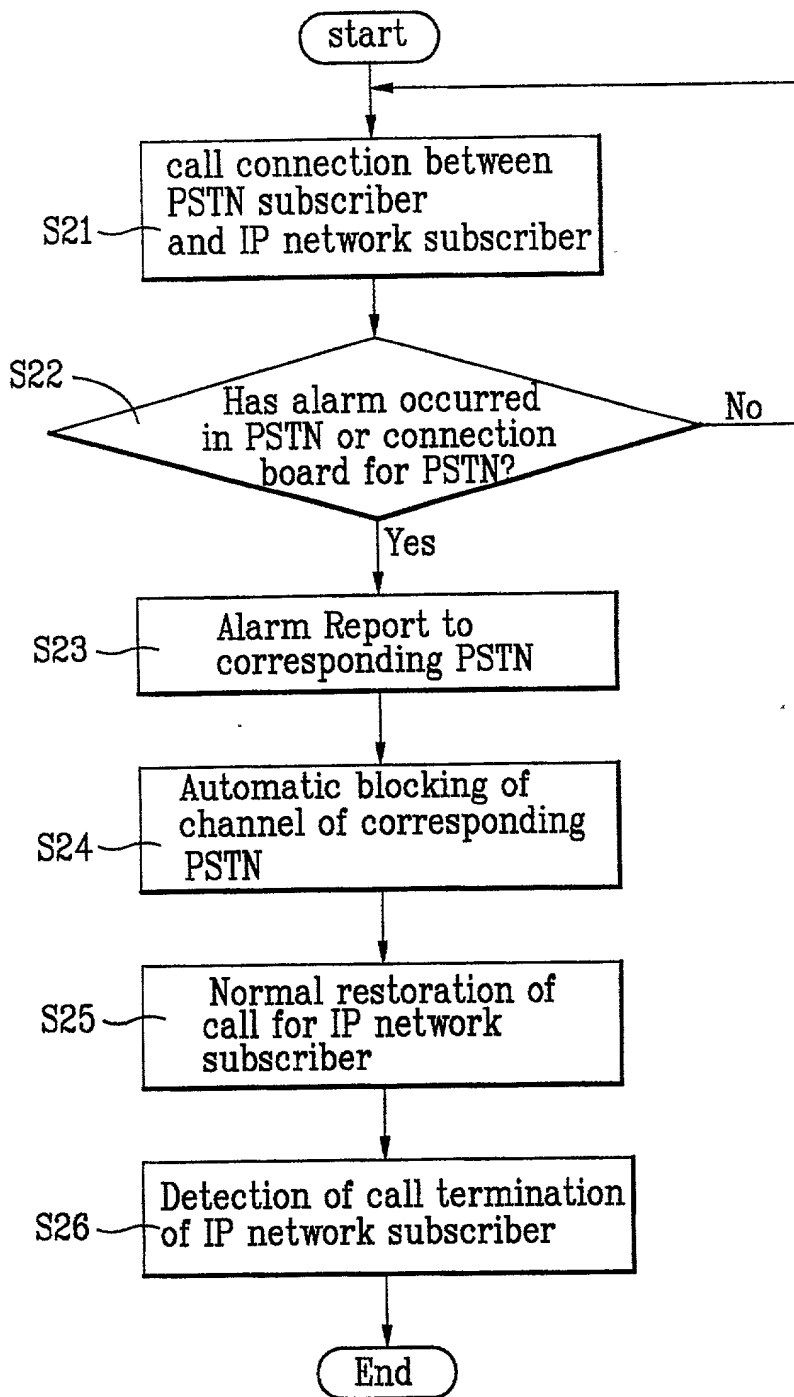 start
call connection between
PSTN subscriber
and IP network subscriber
S21
S22
Has alarm occurred
in PSTN or connection
board for PSTN?
No
Yes
Alarm Report to
corresponding PSTN
S23
Automatic blocking of
channel of corresponding
PSTN
S24
Normal restoration of
call for IP network
subscriber
S25
Detection of call termination
of IP network subscriber
S26
End